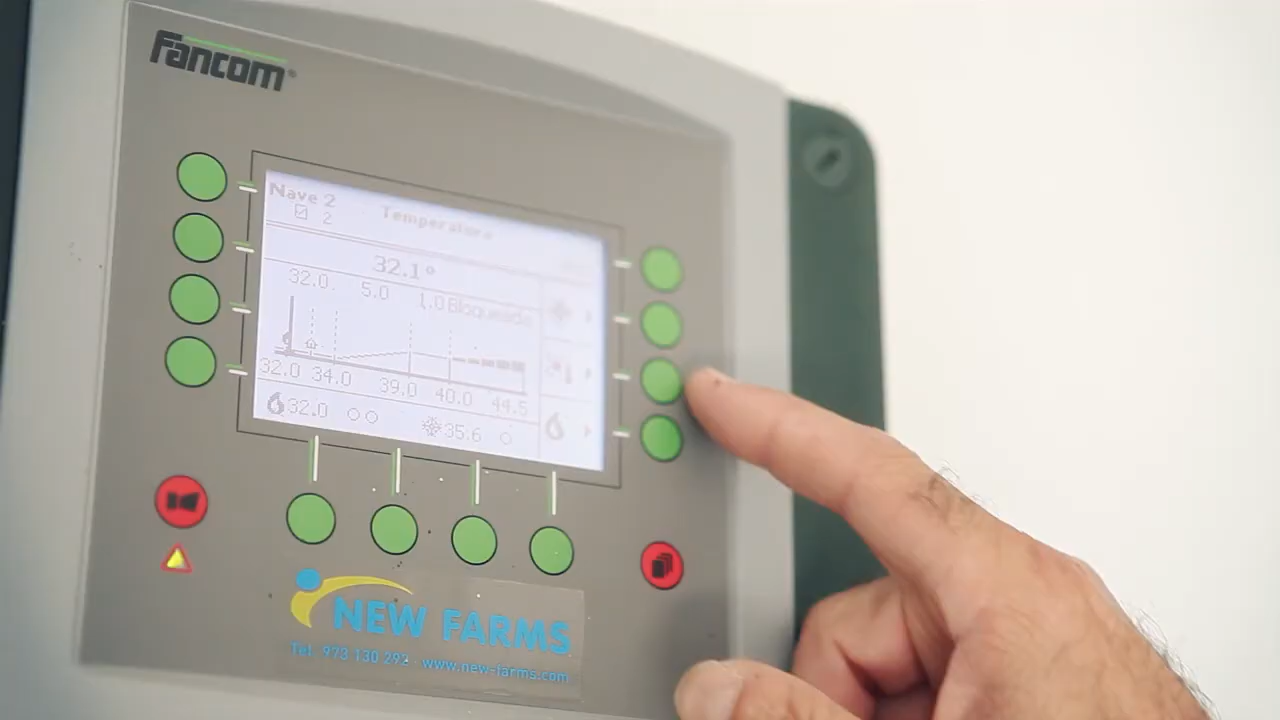 Fancom®
Nave 2
2 Temperatura
32.1°
32.0 5.0 1.0 Bloqueada
32.0 34.0 39.0 40.0 44.5
32.0 35.6
NEW FARMS
Tel. 973 130 292 www.new-farms.com